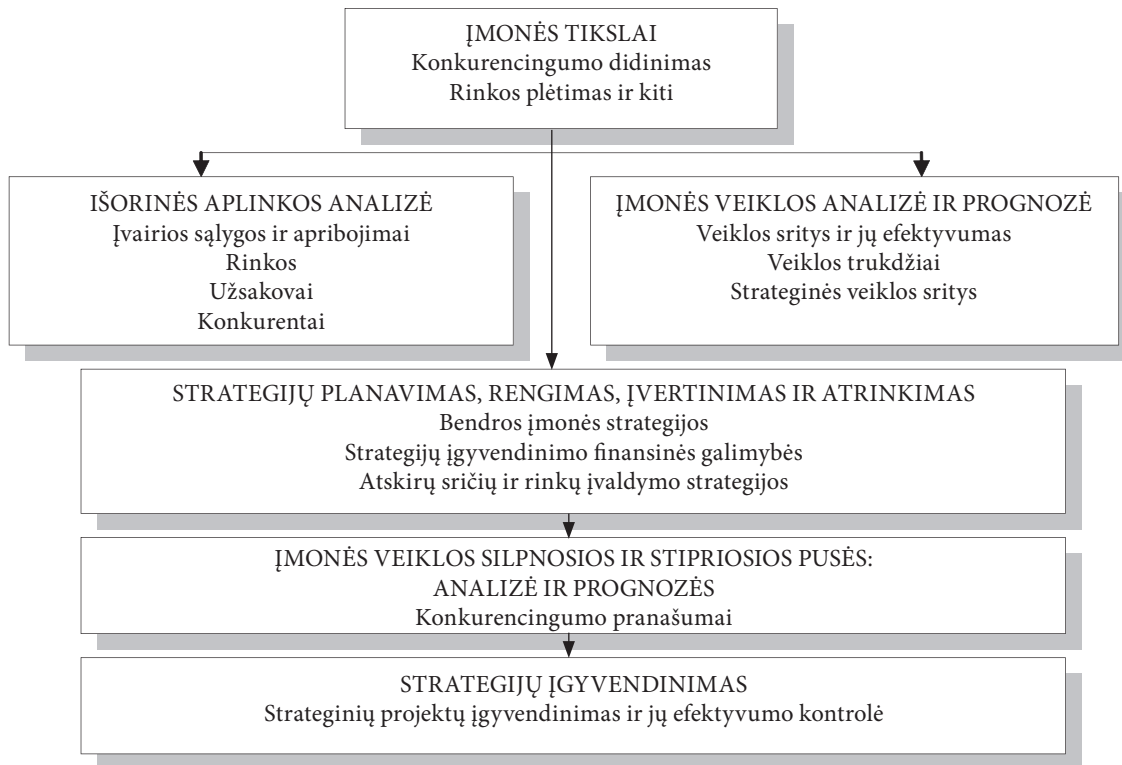 ĮMONĖS TIKSLAI
Konkurencingumo didinimas
Rinkos plėtimas ir kiti
IŠORINĖS APLINKOS ANALIZĖ
Įvairios sąlygos ir apribojimai
Rinkos
Užsakovai
Konkurentai
ĮMONĖS VEIKLOS ANALIZĖ IR PROGNOZĖ
Veiklos sritys ir jų efektyvumas
Veiklos trukdžiai
Strateginės veiklos sritys
STRATEGIJŲ PLANAVIMAS, RENGIMAS, ĮVERTINIMAS IR ATRINKIMAS
Bendros įmonės strategijos
Strategijų įgyvendinimo finansinės galimybės
Atskirų sričių ir rinkų įvaldymo strategijos
ĮMONĖS VEIKLOS SILPNOSIOS IR STIPRIOSIOS PUSĖS:
ANALIZĖ IR PROGNOZĖS
Konkurencingumo pranašumai
STRATEGIJŲ ĮGYVENDINIMAS
Strateginių projektų įgyvendinimas ir jų efektyvumo kontrolė